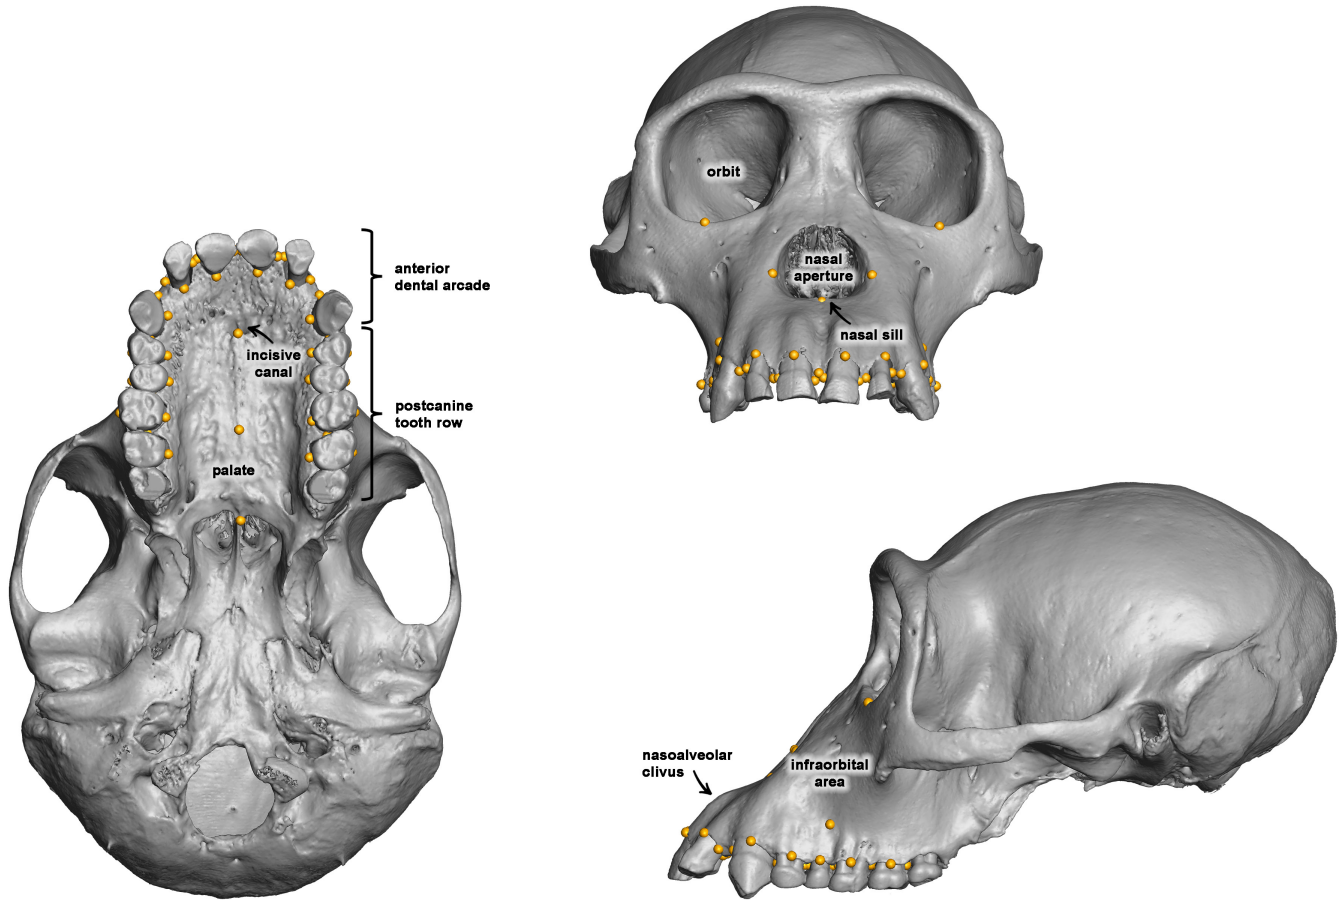 orbit
nasal
aperture
nasal sill
anterior
dental arcade
incisive
canal
postcanine
tooth row
palate
nasoalveolar
clivus
infraorbital
area